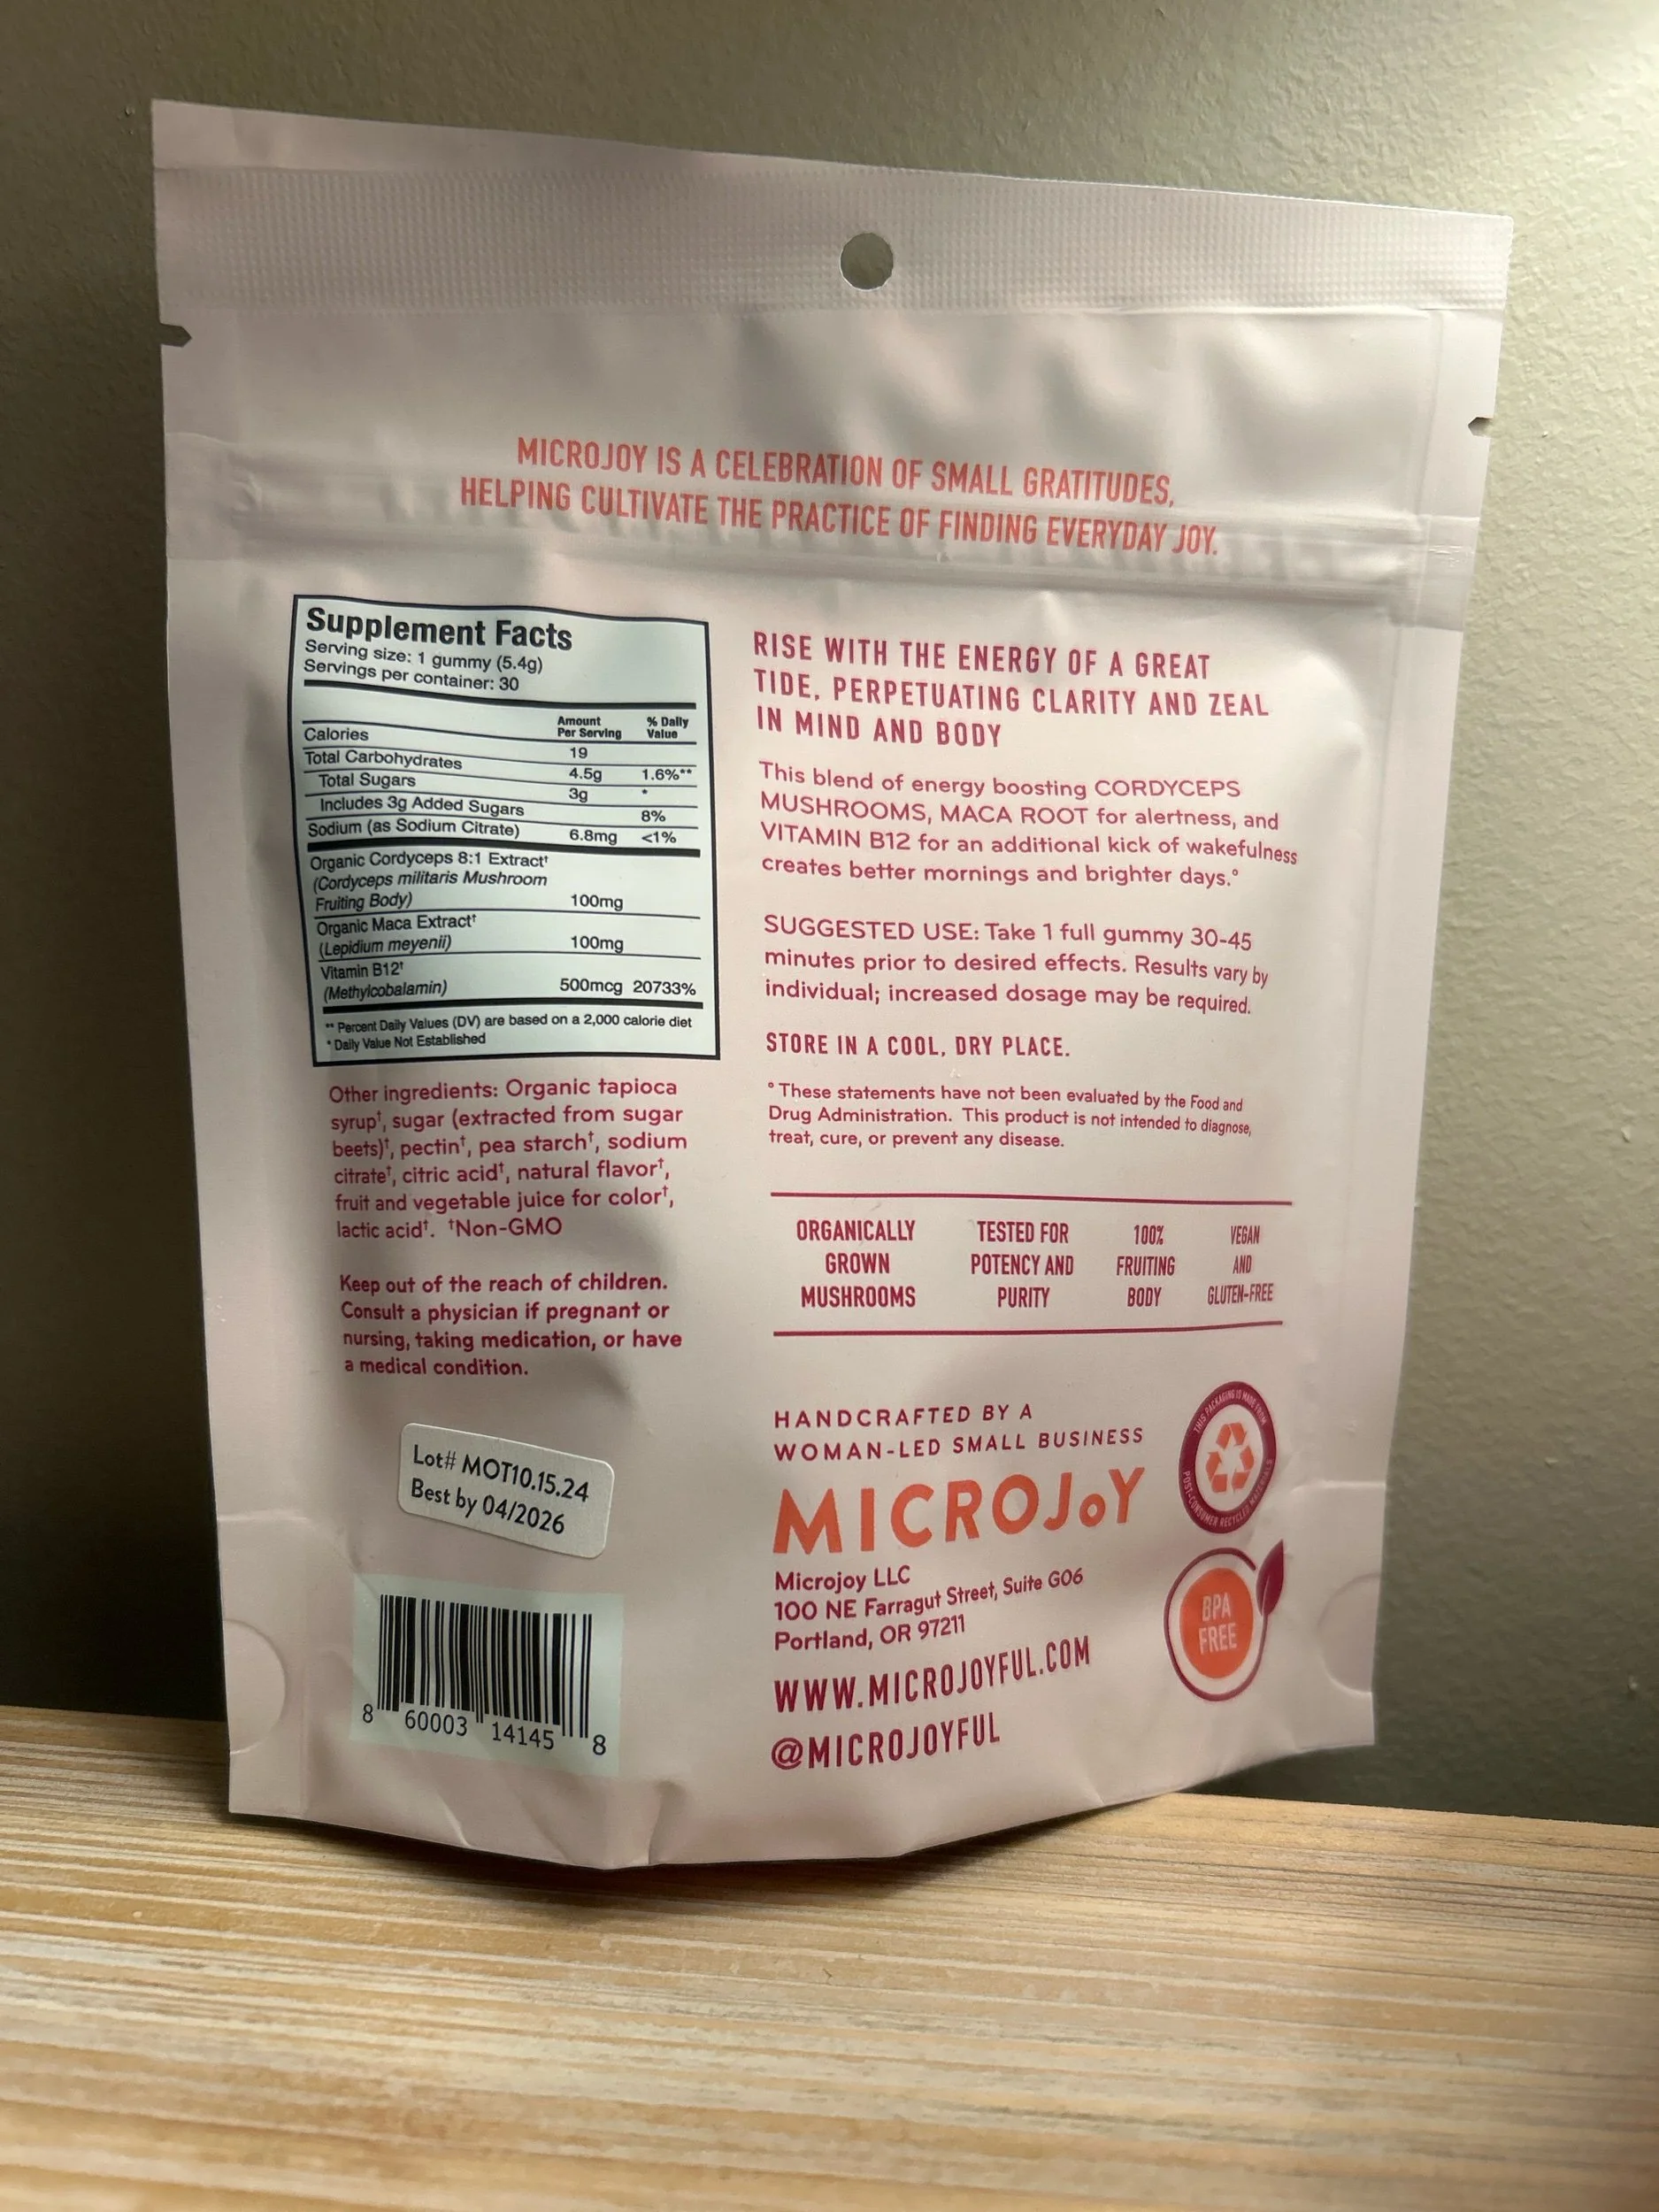 MICROJOY IS A CELEBRATION OF SMALL GRATITUDES,
HELPING CULTIVATE THE PRACTICE OF FINDING EVERYDAY JOY.
Supplement Facts
Serving size: 1 gummy (5.4g)
Servings per container: 30
Amount Per Serving % Daily Value
Calories 19
Total Carbohydrates 4.5g 1.6%**
Total Sugars 3g *
Includes 3g Added Sugars 8%
Sodium (as Sodium Citrate) 6.8mg <1%
Organic Cordyceps 8:1 Extract†
(Cordyceps militaris Mushroom
Fruiting Body) 100mg
Organic Maca Extract†
(Lepidium meyenii) 100mg
Vitamin B12†
(Methylcobalamin) 500mcg 20733%
** Percent Daily Values (DV) are based on a 2,000 calorie diet
* Daily Value Not Established
Other ingredients: Organic tapioca
syrup†, sugar (extracted from sugar
beets)†, pectin†, pea starch†, sodium
citrate†, citric acid†, natural flavor†,
fruit and vegetable juice for color†,
lactic acid†. †Non-GMO
Keep out of the reach of children.
Consult a physician if pregnant or
nursing, taking medication, or have
a medical condition.
Lot# MOT10.15.24
Best by 04/2026
8 60003 14145 8
RISE WITH THE ENERGY OF A GREAT
TIDE, PERPETUATING CLARITY AND ZEAL
IN MIND AND BODY
This blend of energy boosting CORDYCEPS
MUSHROOMS, MACA ROOT for alertness, and
VITAMIN B12 for an additional kick of wakefulness
creates better mornings and brighter days.°
SUGGESTED USE: Take 1 full gummy 30-45
minutes prior to desired effects. Results vary by
individual; increased dosage may be required.
STORE IN A COOL, DRY PLACE.
° These statements have not been evaluated by the Food and
Drug Administration. This product is not intended to diagnose,
treat, cure, or prevent any disease.
ORGANICALLY
GROWN
MUSHROOMS
TESTED FOR
POTENCY AND
PURITY
100%
FRUITING
BODY
VEGAN
AND
GLUTEN-FREE
HANDCRAFTED BY A
WOMAN-LED SMALL BUSINESS
MICROJoY
THIS PACKAGING IS MADE FROM
POST-CONSUMER RECYCLED MATERIALS
Microjoy LLC
100 NE Farragut Street, Suite G06
Portland, OR 97211
WWW.MICROJOYFUL.COM
@MICROJOYFUL
BPA
FREE